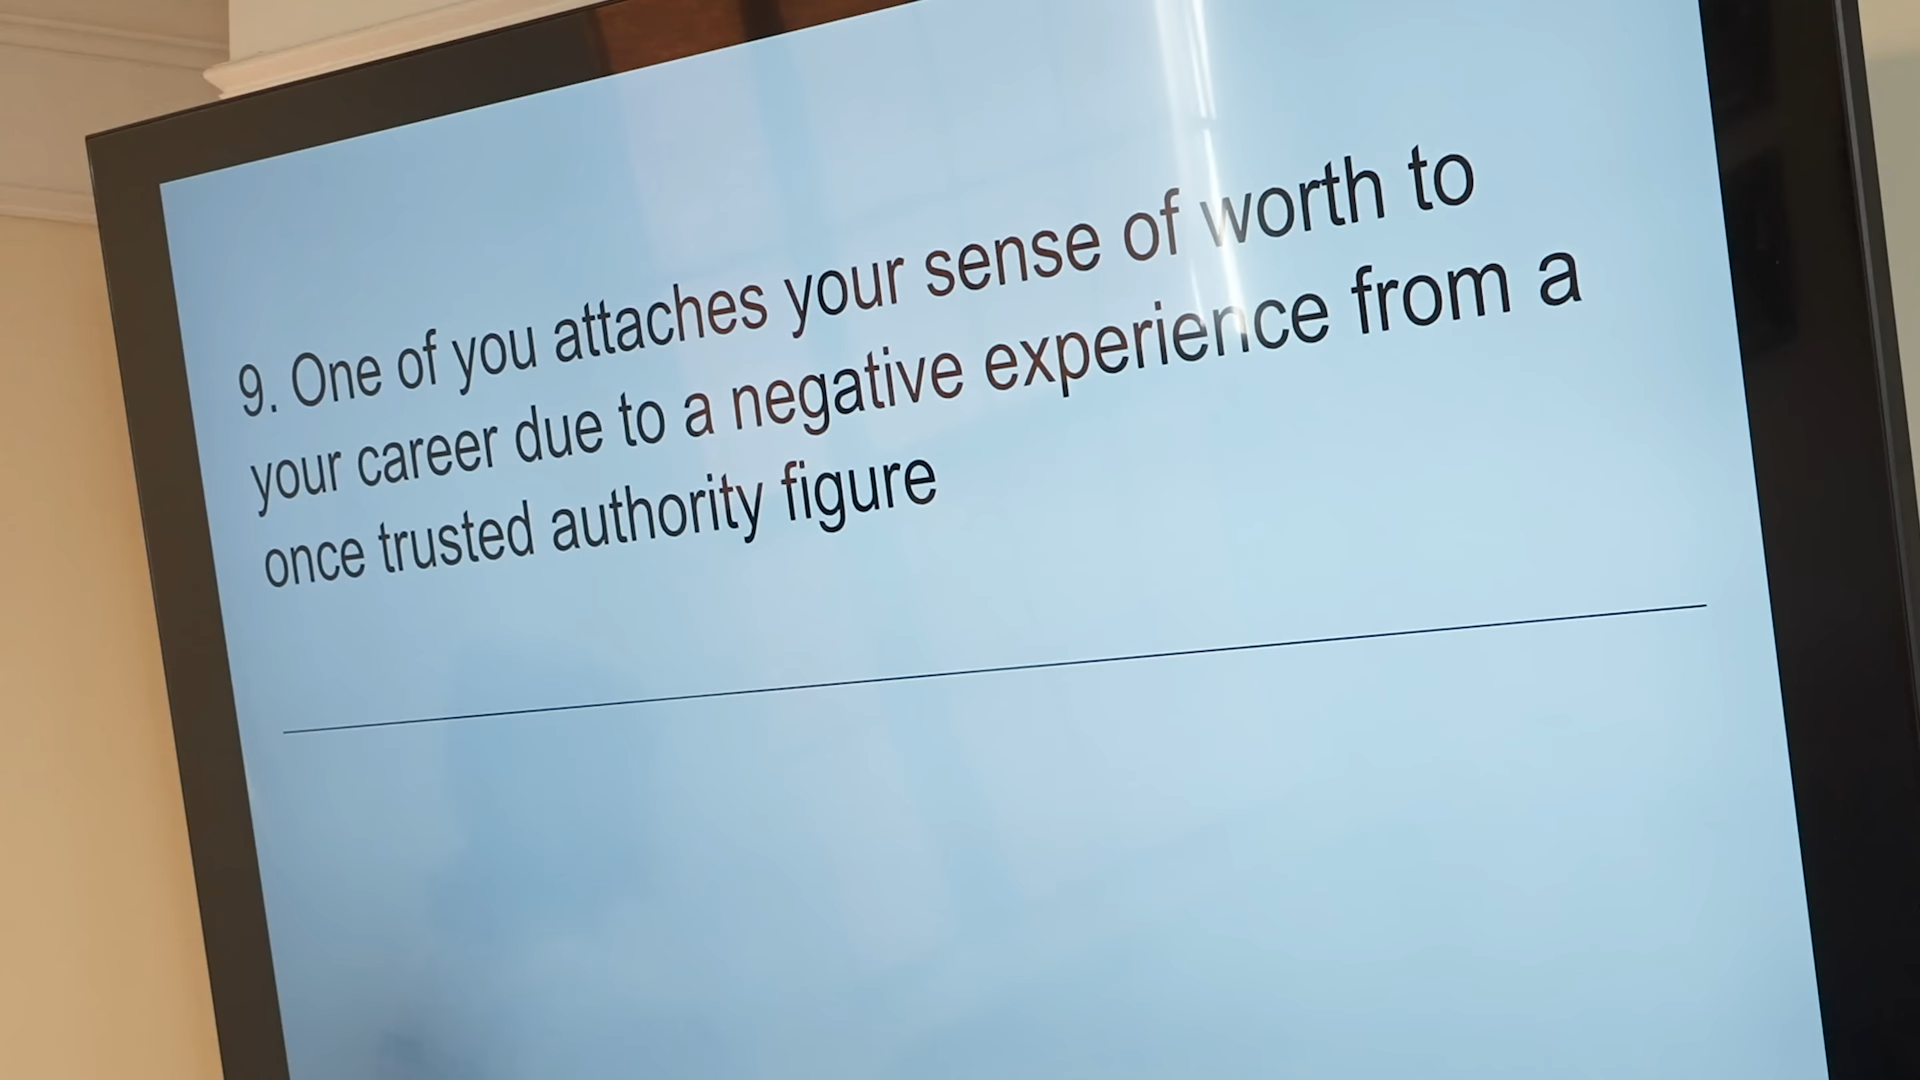 9. One of you attaches your sense of worth to
your career due to a negative experience from a
once trusted authority figure